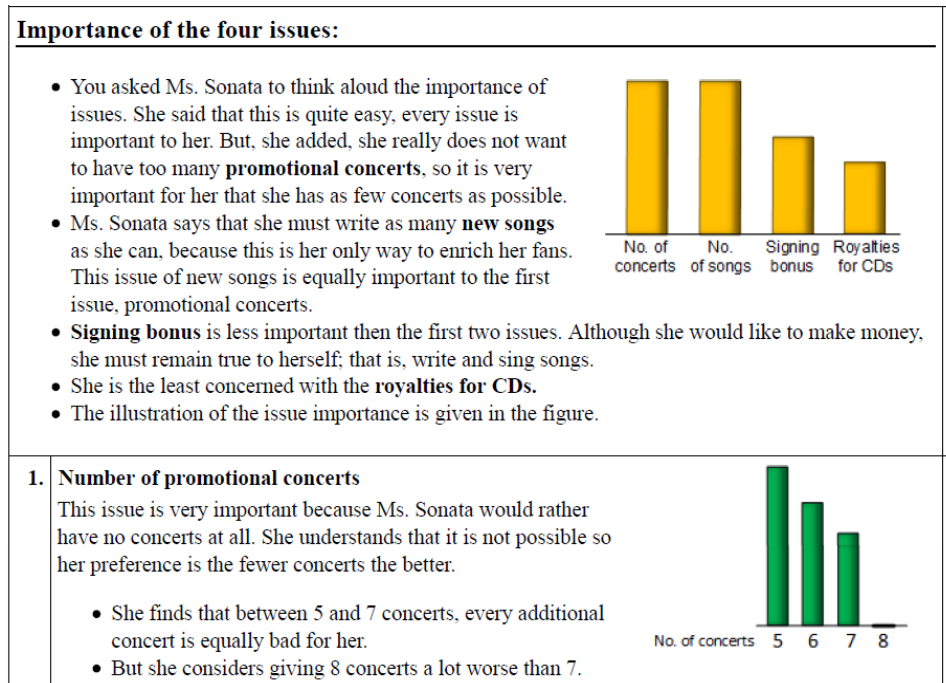 Importance of the four issues:
• You asked Ms. Sonata to think aloud the importance of
issues. She said that this is quite easy, every issue is
important to her. But, she added, she really does not want
to have too many promotional concerts, so it is very
important for her that she has as few concerts as possible.
• Ms. Sonata says that she must write as many new songs
as she can, because this is her only way to enrich her fans.
This issue of new songs is equally important to the first
issue, promotional concerts.
• Signing bonus is less important then the first two issues. Although she would like to make money,
she must remain true to herself; that is, write and sing songs.
• She is the least concerned with the royalties for CDs.
• The illustration of the issue importance is given in the figure.
No. of concerts
No. of songs
Signing bonus
Royalties for CDs
1. Number of promotional concerts
This issue is very important because Ms. Sonata would rather
have no concerts at all. She understands that it is not possible so
her preference is the fewer concerts the better.
• She finds that between 5 and 7 concerts, every additional
concert is equally bad for her.
• But she considers giving 8 concerts a lot worse than 7.
No. of concerts 5 6 7 8